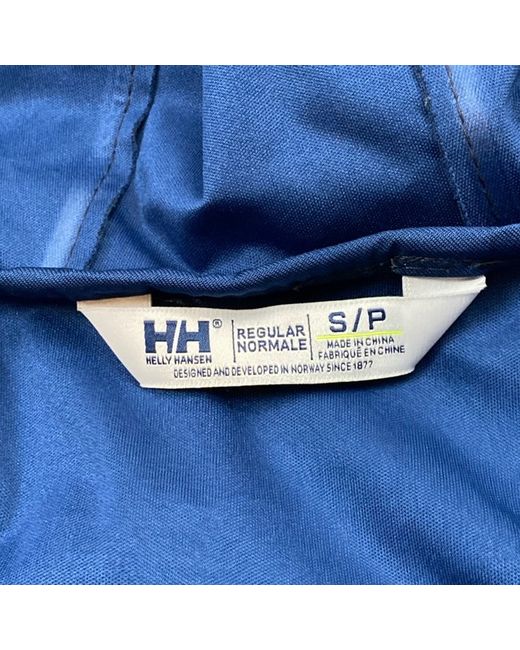 HH®
HELLY HANSEN
REGULAR
NORMALE
S/P
MADE IN CHINA
FABRIQUÉ EN CHINE
DESIGNED AND DEVELOPED IN NORWAY SINCE 1877